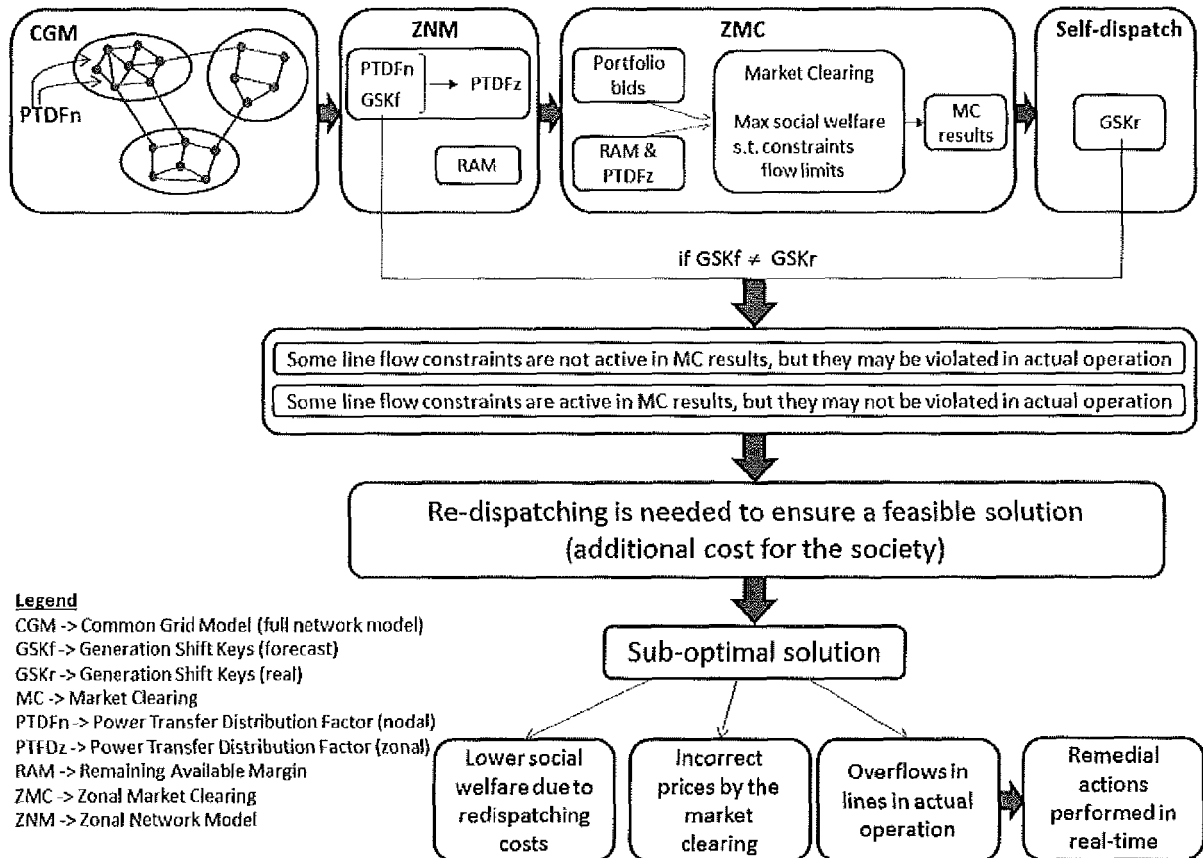 CGM
PTDFn
ZNM
PTDFn
GSKf
PTDFz
RAM
ZMC
Portfolio
bids
RAM &
PTDFz
Market Clearing
Max social welfare
s.t. constraints
flow limits
MC
results
Self-dispatch
GSKr
if GSKf ≠ GSKr
Some line flow constraints are not active in MC results, but they may be violated in actual operation
Some line flow constraints are active in MC results, but they may not be violated in actual operation
Re-dispatching is needed to ensure a feasible solution
(additional cost for the society)
Sub-optimal solution
Lower social
welfare due to
redispatching
costs
Incorrect
prices by the
market
clearing
Overflows in
lines in actual
operation
Remedial
actions
performed in
real-time
Legend
CGM -> Common Grid Model (full network model)
GSKf -> Generation Shift Keys (forecast)
GSKr -> Generation Shift Keys (real)
MC -> Market Clearing
PTDFn -> Power Transfer Distribution Factor (nodal)
PTFDz -> Power Transfer Distribution Factor (zonal)
RAM -> Remaining Available Margin
ZMC -> Zonal Market Clearing
ZNM -> Zonal Network Model